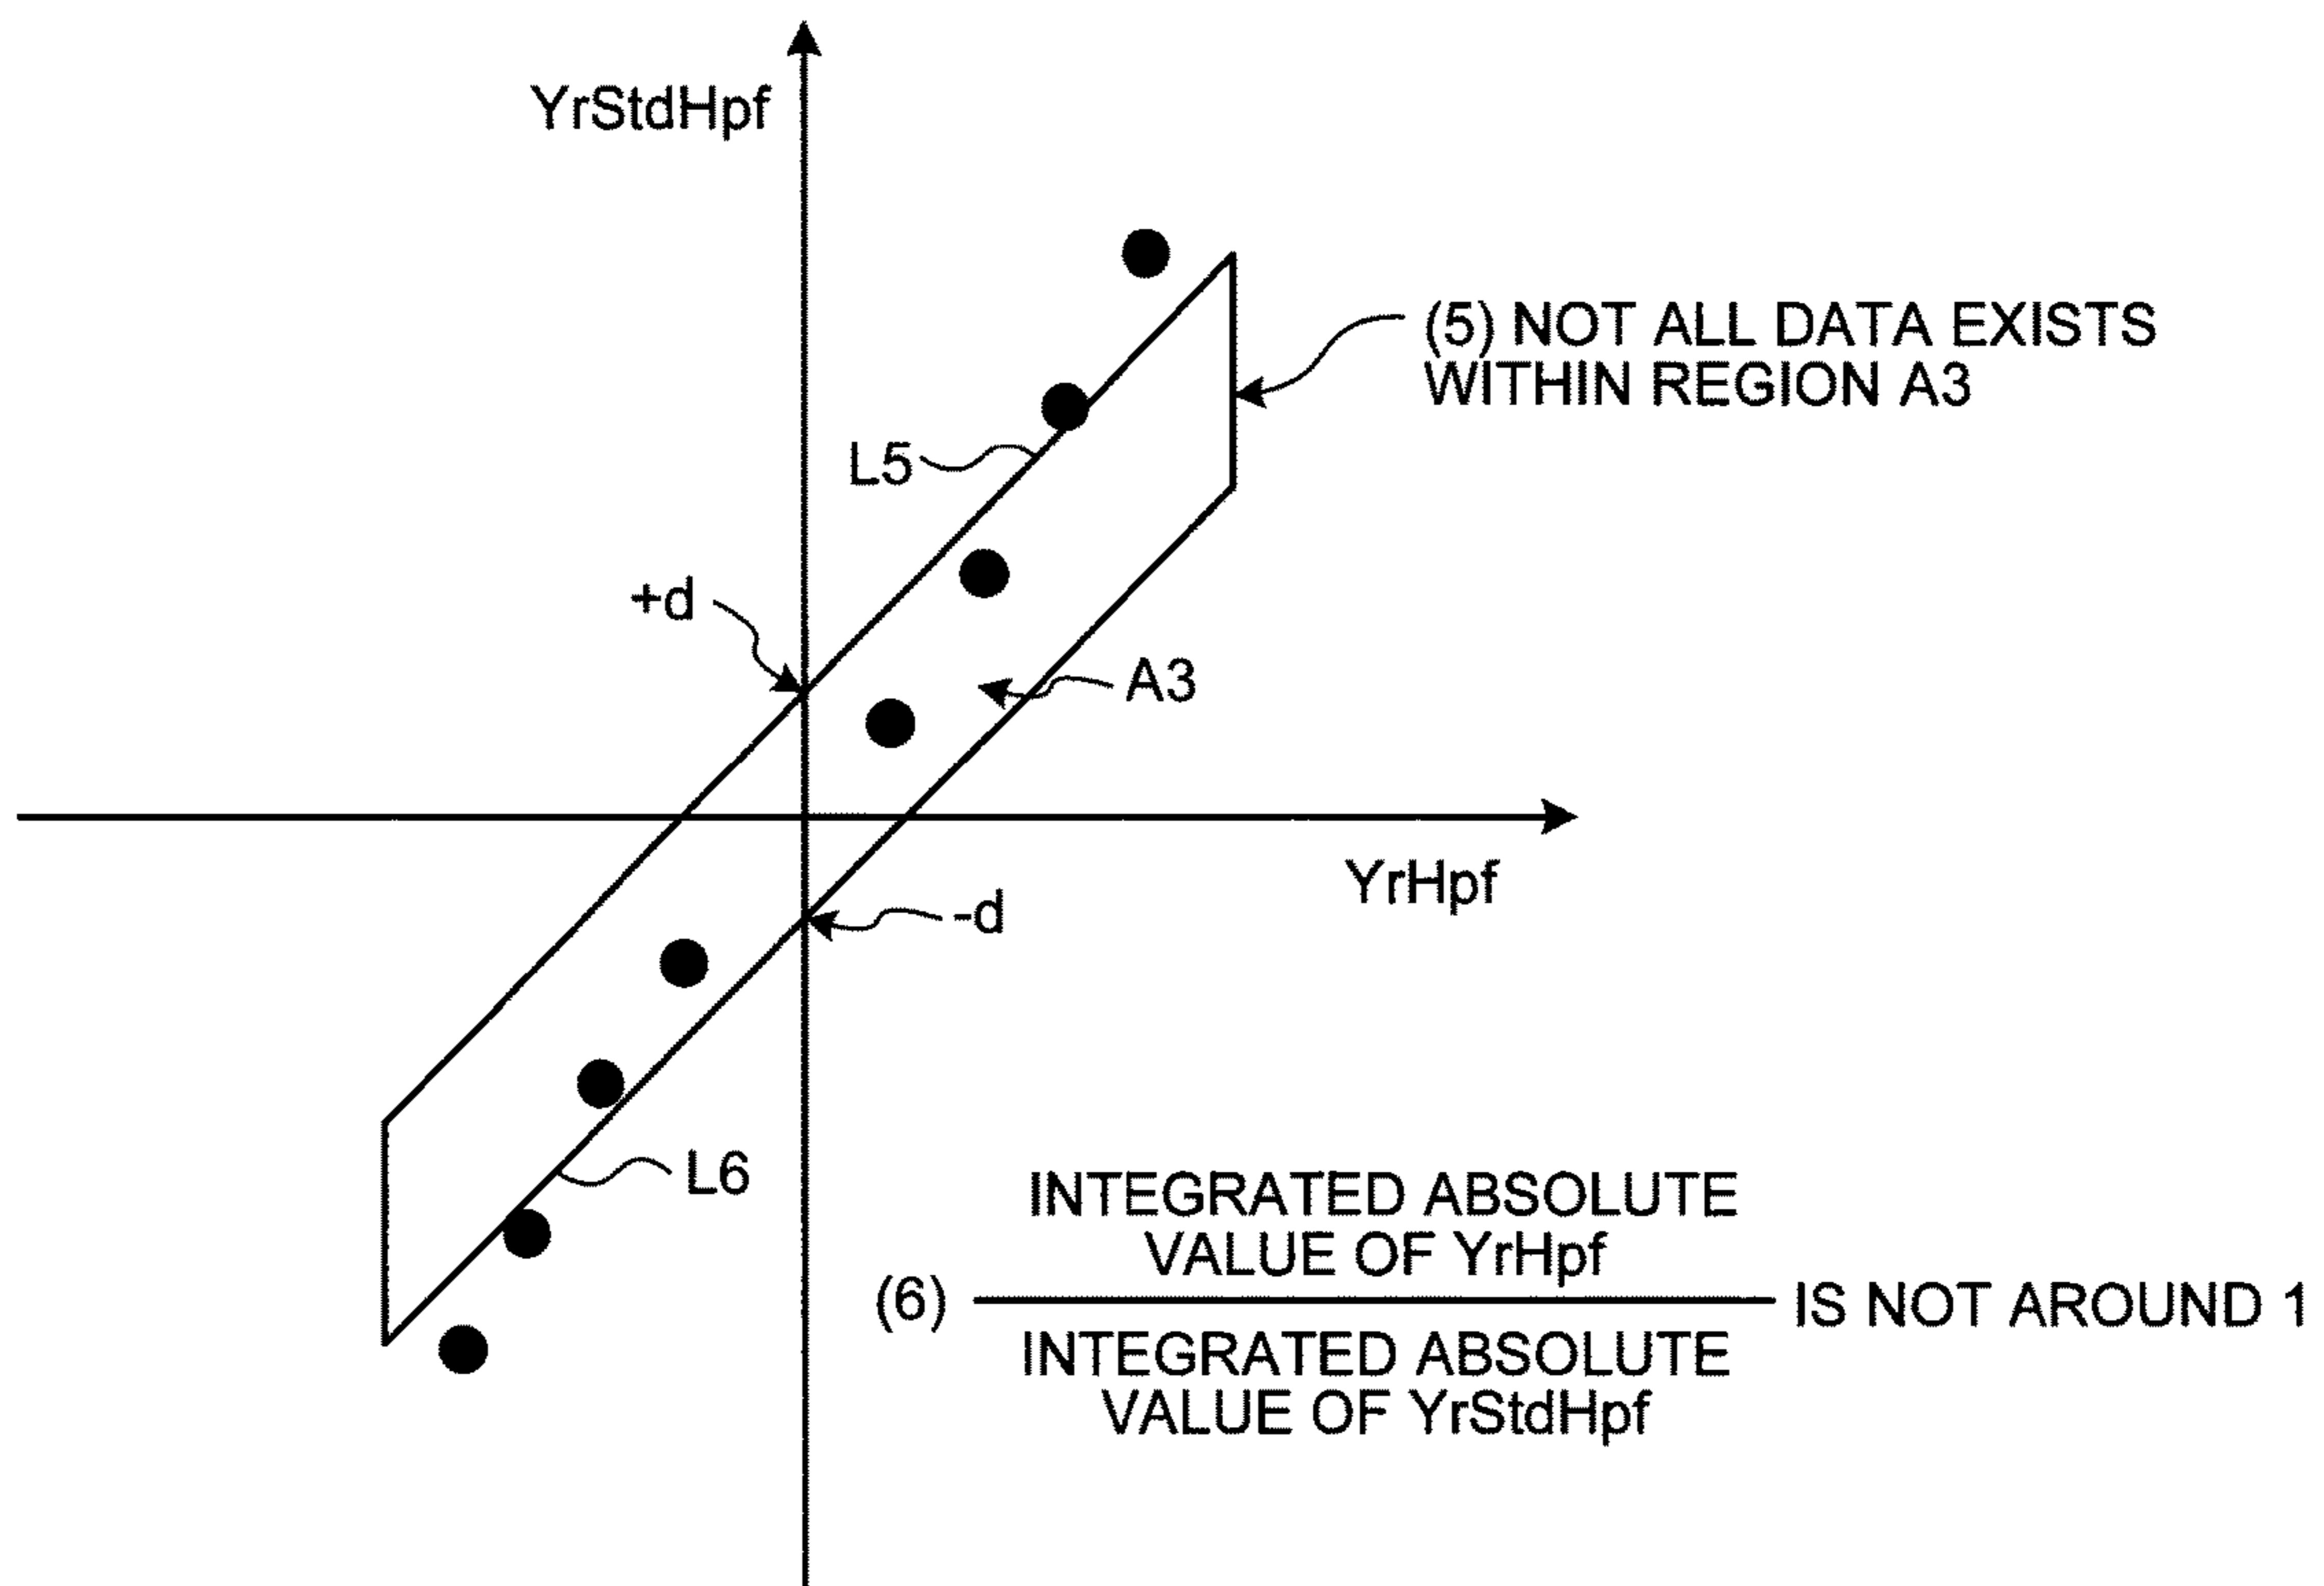 YrStdHpf
(5) NOT ALL DATA EXISTS
WITHIN REGION A3
L5
+d
A3
YrHpf
-d
L6
INTEGRATED ABSOLUTE
VALUE OF YrHpf
(6)
IS NOT AROUND 1
INTEGRATED ABSOLUTE
VALUE OF YrStdHpf